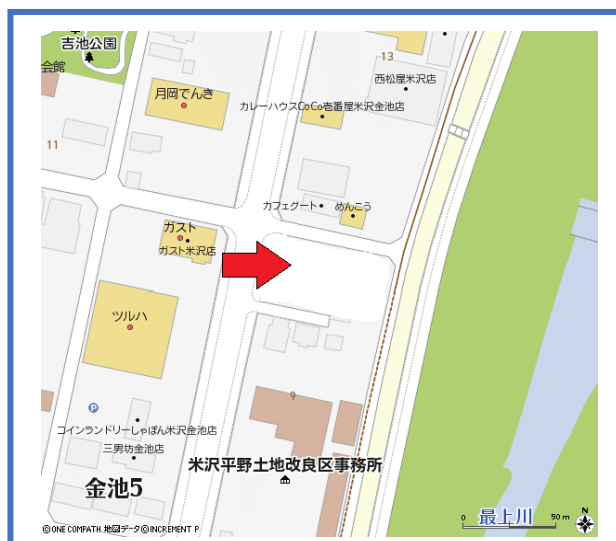 吉池公園
会館
月岡でんき
13
西松屋米沢店
カレーハウスCoCo壱番屋米沢金池店
11
カフェグート
めんこう
ガスト
ガスト米沢店
ツルハ
9
P
コインランドリーしゃぼん米沢金池店
三男坊金池店
米沢平野土地改良区事務所
金池5
最上川
0 50 m
N
©ONE COMPATH 地図データ©INCREMENT P